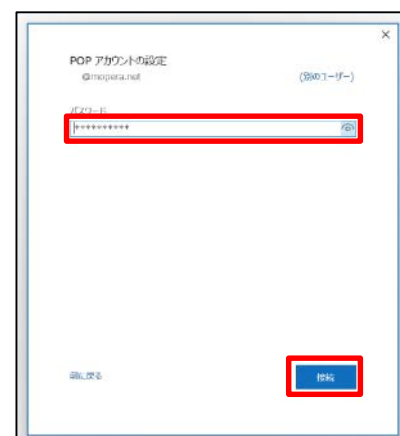 ×
POP アカウントの設定
@mopera.net (別のユーザー)
パスワード
**********
前に戻る 接続